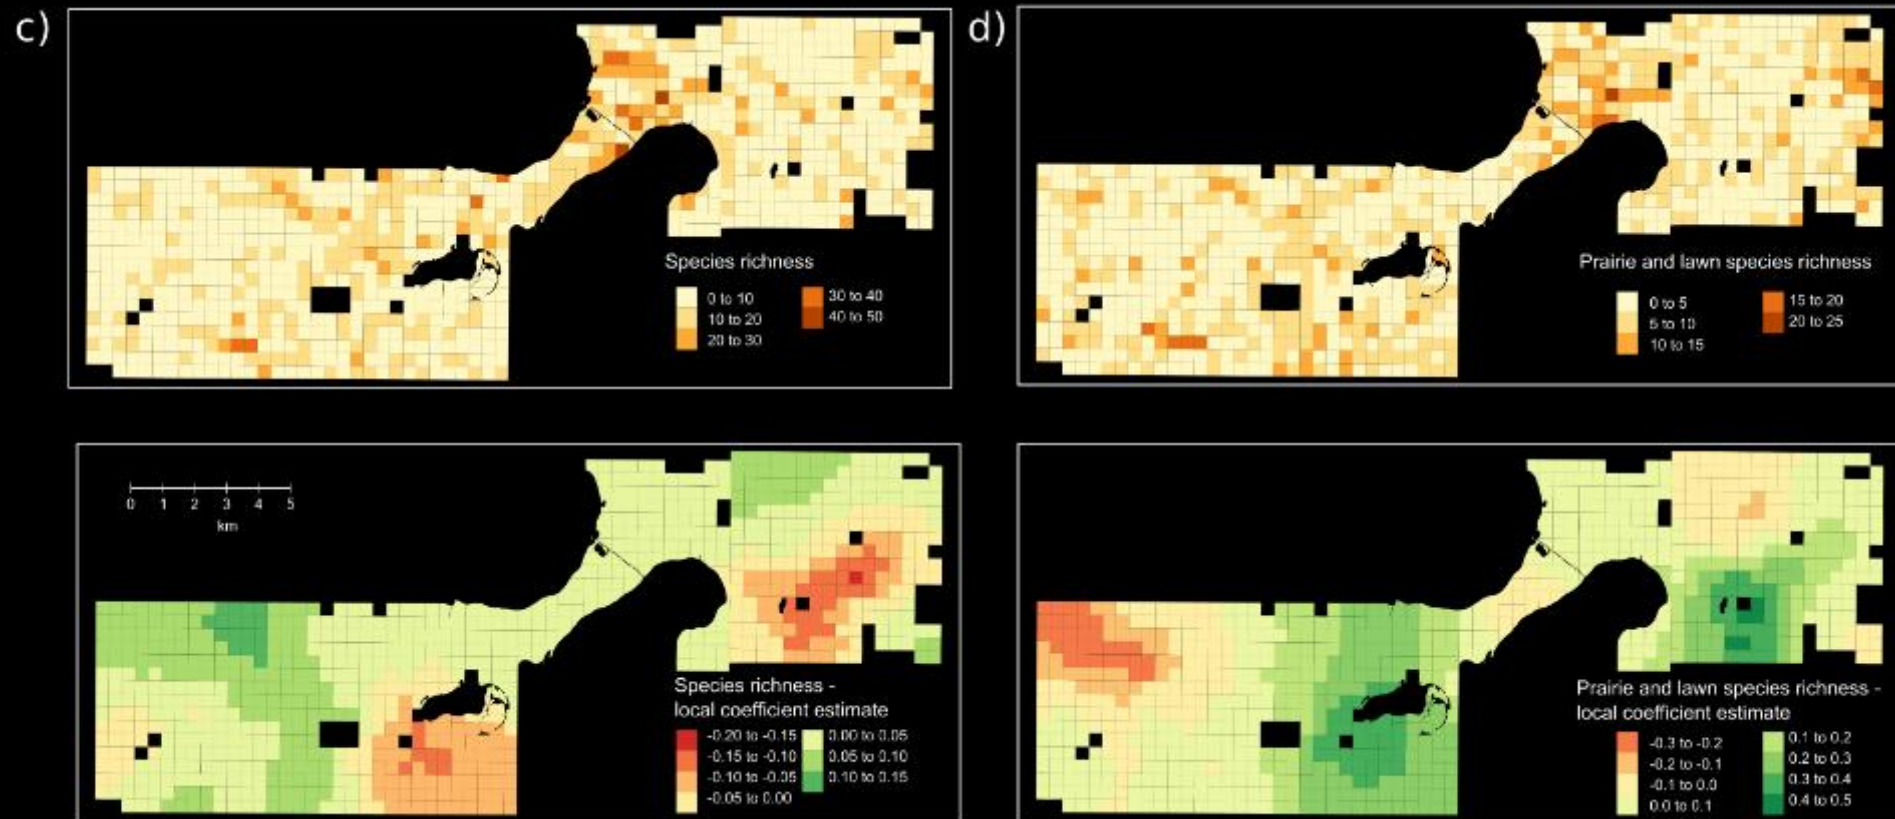 c)
Species richness
0 to 10
10 to 20
20 to 30
30 to 40
40 to 50
d)
Prairie and lawn species richness
0 to 5
5 to 10
10 to 15
15 to 20
20 to 25
0 1 2 3 4 5
km
Species richness -
local coefficient estimate
-0.20 to -0.15
-0.15 to -0.10
-0.10 to -0.05
-0.05 to 0.00
0.00 to 0.05
0.05 to 0.10
0.10 to 0.15
Prairie and lawn species richness -
local coefficient estimate
-0.3 to -0.2
-0.2 to -0.1
-0.1 to 0.0
0.0 to 0.1
0.1 to 0.2
0.2 to 0.3
0.3 to 0.4
0.4 to 0.5